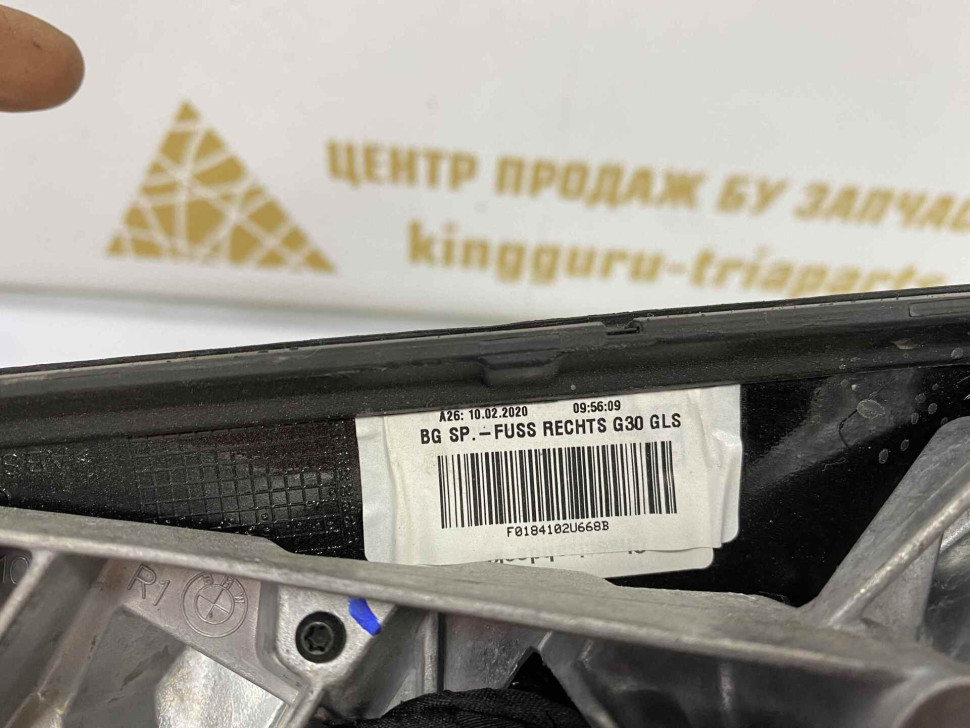 ЦЕНТР ПРОДАЖ БУ ЗАПЧАС
kingguru-triaparts
A26: 10.02.2020 09:56:09
BG SP.-FUSS RECHTS G30 GLS
F0184102U668B
R1